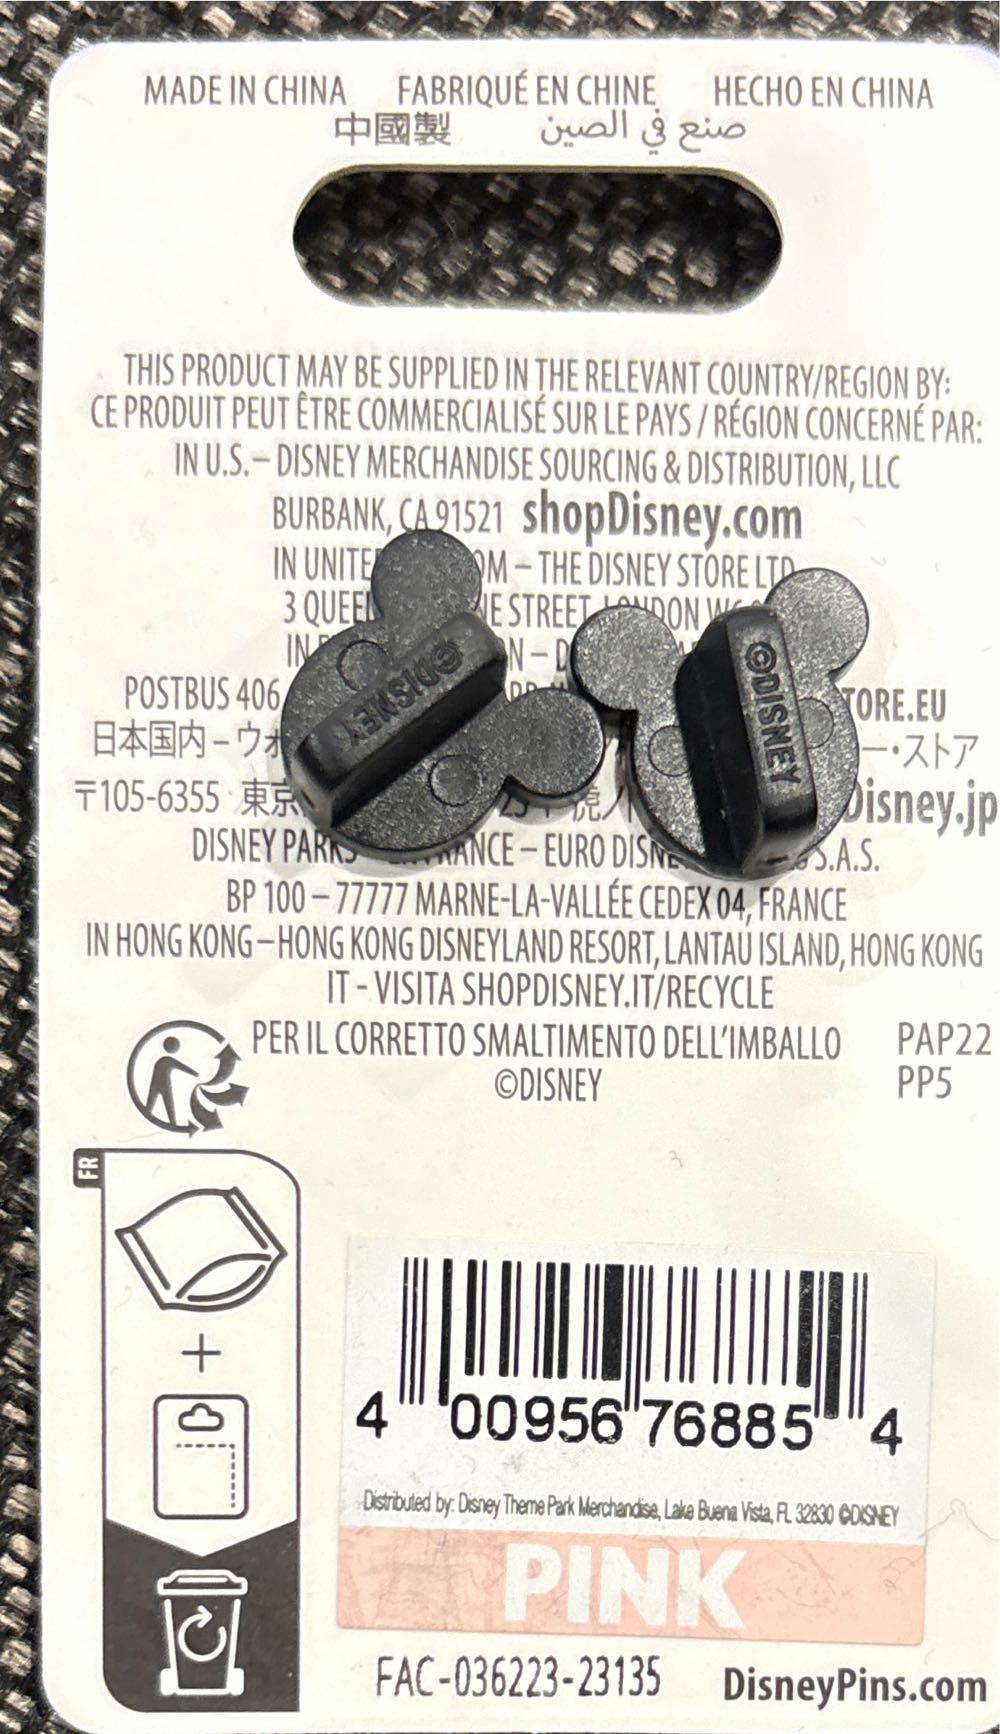 MADE IN CHINA FABRIQUÉ EN CHINE HECHO EN CHINA
中國製 صنع في الصين
THIS PRODUCT MAY BE SUPPLIED IN THE RELEVANT COUNTRY/REGION BY:
CE PRODUIT PEUT ÊTRE COMMERCIALISÉ SUR LE PAYS / RÉGION CONCERNÉ PAR:
IN U.S. – DISNEY MERCHANDISE SOURCING & DISTRIBUTION, LLC
BURBANK, CA 91521 shopDisney.com
IN – THE DISNEY STORE LTD
3 STREET, LONDON
IN
POSTBUS 406 TORE.EU
日本国内 – ウォ ー・ストア
〒105-6355 東京 Disney.jp
DISNEY PARKS – EURO
BP 100 – 77777 MARNE-LA-VALLÉE CEDEX 04, FRANCE
IN HONG KONG – HONG KONG DISNEYLAND RESORT, LANTAU ISLAND, HONG KONG
IT - VISITA SHOPDISNEY.IT/RECYCLE
PER IL CORRETTO SMALTIMENTO DELL'IMBALLO
©DISNEY
PAP22
PP5
©DISNEY
©DISNEY
FR
4 00956 76885 4
Distributed by: Disney Theme Park Merchandise, Lake Buena Vista, FL 32830 ©DISNEY
PINK
FAC-036223-23135 DisneyPins.com